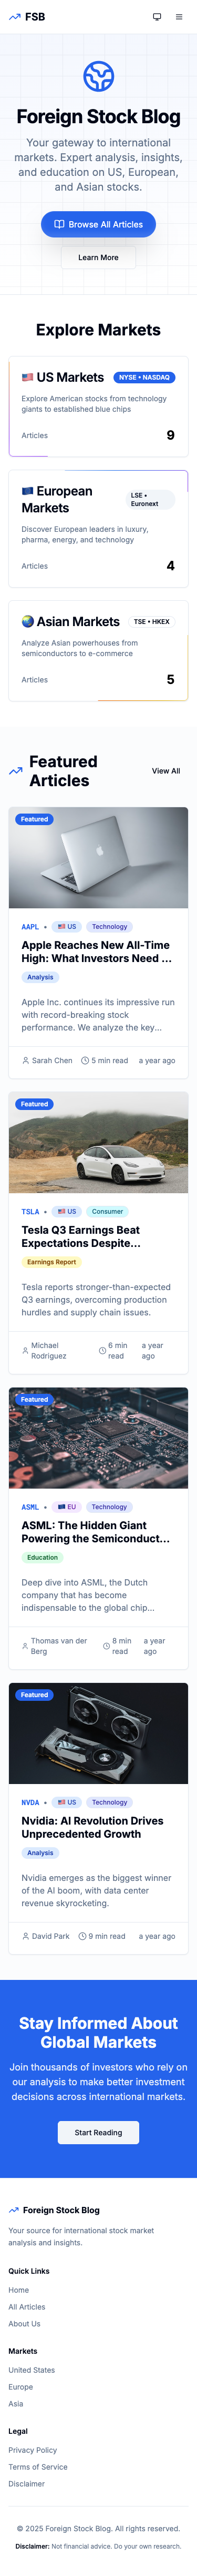 FSB
Foreign Stock Blog
Your gateway to international
markets. Expert analysis, insights,
and education on US, European,
and Asian stocks.
Browse All Articles
Learn More
Explore Markets
🇺🇸 US Markets
NYSE • NASDAQ
Explore American stocks from technology
giants to established blue chips
Articles
9
🇪🇺 European
Markets
LSE •
Euronext
Discover European leaders in luxury,
pharma, energy, and technology
Articles
4
🌏 Asian Markets
TSE • HKEX
Analyze Asian powerhouses from
semiconductors to e-commerce
Articles
5
Featured
Articles
View All
Featured
AAPL • 🇺🇸 US Technology
Apple Reaches New All-Time
High: What Investors Need ...
Analysis
Apple Inc. continues its impressive run
with record-breaking stock
performance. We analyze the key...
Sarah Chen 5 min read a year ago
Featured
TSLA • 🇺🇸 US Consumer
Tesla Q3 Earnings Beat
Expectations Despite...
Earnings Report
Tesla reports stronger-than-expected
Q3 earnings, overcoming production
hurdles and supply chain issues.
Michael
Rodriguez
6 min
read
a year
ago
Featured
ASML • 🇪🇺 EU Technology
ASML: The Hidden Giant
Powering the Semiconduct...
Education
Deep dive into ASML, the Dutch
company that has become
indispensable to the global chip...
Thomas van der
Berg
8 min
read
a year
ago
Featured
NVDA • 🇺🇸 US Technology
Nvidia: AI Revolution Drives
Unprecedented Growth
Analysis
Nvidia emerges as the biggest winner
of the AI boom, with data center
revenue skyrocketing.
David Park 9 min read a year ago
Stay Informed About
Global Markets
Join thousands of investors who rely on
our analysis to make better investment
decisions across international markets.
Start Reading
Foreign Stock Blog
Your source for international stock market
analysis and insights.
Quick Links
Home
All Articles
About Us
Markets
United States
Europe
Asia
Legal
Privacy Policy
Terms of Service
Disclaimer
© 2025 Foreign Stock Blog. All rights reserved.
Disclaimer: Not financial advice. Do your own research.